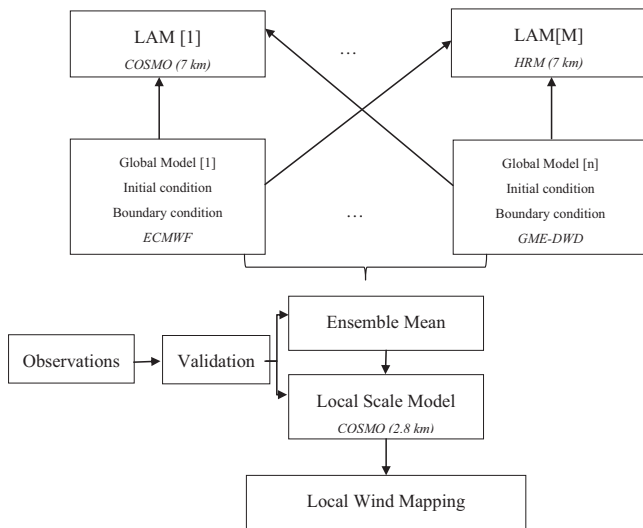 LAM [1]
COSMO (7 km)
…
LAM[M]
HRM (7 km)
Global Model [1]
Initial condition
Boundary condition
ECMWF
…
Global Model [n]
Initial condition
Boundary condition
GME-DWD
Ensemble Mean
Observations
Validation
Local Scale Model
COSMO (2.8 km)
Local Wind Mapping